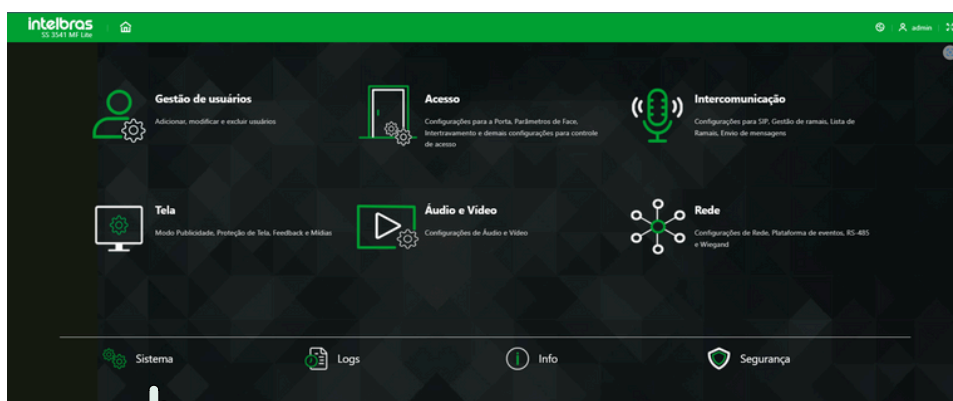 intelbras
SS 3541 MF Lite
admin
Gestão de usuários
Adicionar, modificar e excluir usuários
Acesso
Configurações para a Porta, Parâmetros de Face,
Intertravamento e demais configurações para controle
de acesso
Intercomunicação
Configurações para SIP, Gestão de ramais, Lista de
Ramais, Envio de mensagens
Tela
Modo Publicidade, Proteção de Tela, Feedback e Mídias
Áudio e Vídeo
Configurações de Áudio e Vídeo
Rede
Configurações de Rede, Plataforma de eventos, RS-485
e Wiegand
Sistema
Logs
Info
Segurança